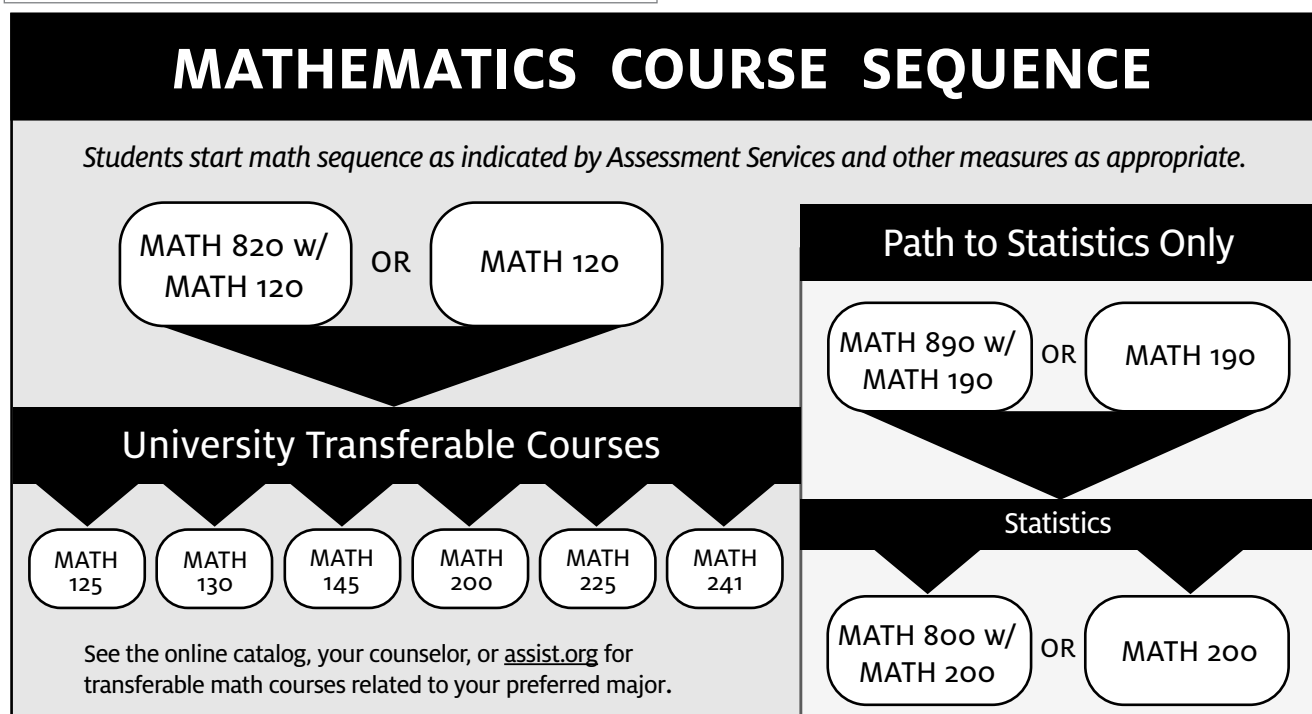 MATHEMATICS COURSE SEQUENCE
Students start math sequence as indicated by Assessment Services and other measures as appropriate.
MATH 820 w/
MATH 120
OR
MATH 120
University Transferable Courses
MATH
125
MATH
130
MATH
145
MATH
200
MATH
225
MATH
241
See the online catalog, your counselor, or assist.org for
transferable math courses related to your preferred major.
Path to Statistics Only
MATH 890 w/
MATH 190
OR
MATH 190
Statistics
MATH 800 w/
MATH 200
OR
MATH 200